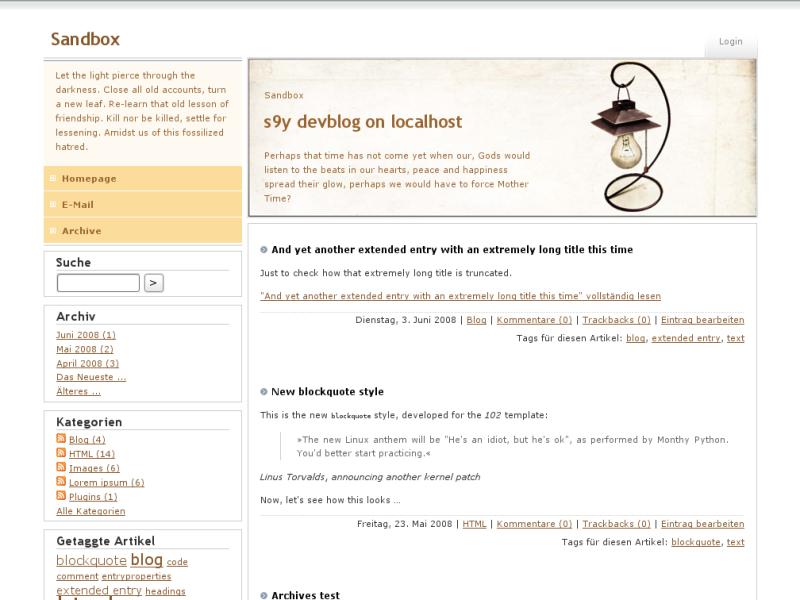 Sandbox
Login
Let the light pierce through the
darkness. Close all old accounts, turn
a new leaf. Re-learn that old lesson of
friendship. Kill nor be killed, settle for
lessening. Amidst us of this fossilized
hatred.
Homepage
E-Mail
Archive
Suche
>
Archiv
Juni 2008 (1)
Mai 2008 (2)
April 2008 (3)
Das Neueste ...
Älteres ...
Kategorien
Blog (4)
HTML (14)
Images (6)
Lorem ipsum (6)
Plugins (1)
Alle Kategorien
Getaggte Artikel
blockquote blog code
comment entryproperties
extended entry headings
Sandbox
s9y devblog on localhost
Perhaps that time has not come yet when our, Gods would
listen to the beats in our hearts, peace and happiness
spread their glow, perhaps we would have to force Mother
Time?
And yet another extended entry with an extremely long title this time
Just to check how that extremely long title is truncated.
"And yet another extended entry with an extremely long title this time" vollständig lesen
Dienstag, 3. Juni 2008 | Blog | Kommentare (0) | Trackbacks (0) | Eintrag bearbeiten
Tags für diesen Artikel: blog, extended entry, text
New blockquote style
This is the new blockquote style, developed for the 102 template:
»The new Linux anthem will be "He's an idiot, but he's ok", as performed by Monthy Python.
You'd better start practicing.«
Linus Torvalds, announcing another kernel patch
Now, let's see how this looks ...
Freitag, 23. Mai 2008 | HTML | Kommentare (0) | Trackbacks (0) | Eintrag bearbeiten
Tags für diesen Artikel: blockquote, text
Archives test